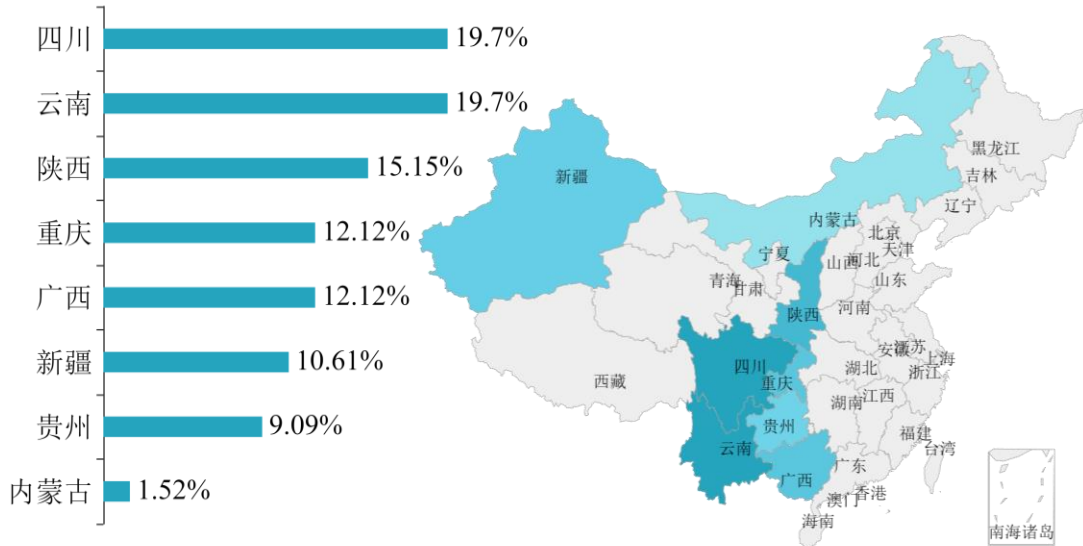 四川 19.7%
云南 19.7%
陕西 15.15%
重庆 12.12%
广西 12.12%
新疆 10.61%
贵州 9.09%
内蒙古 1.52%
黑龙江
新疆
吉林
辽宁
内蒙古
北京
天津
宁夏
山西
河北
青海
甘肃
山东
陕西
河南
安徽
江苏
上海
四川
湖北
浙江
西藏
重庆
湖南
江西
贵州
福建
云南
台湾
广西
广东
澳门
香港
海南
南海诸岛